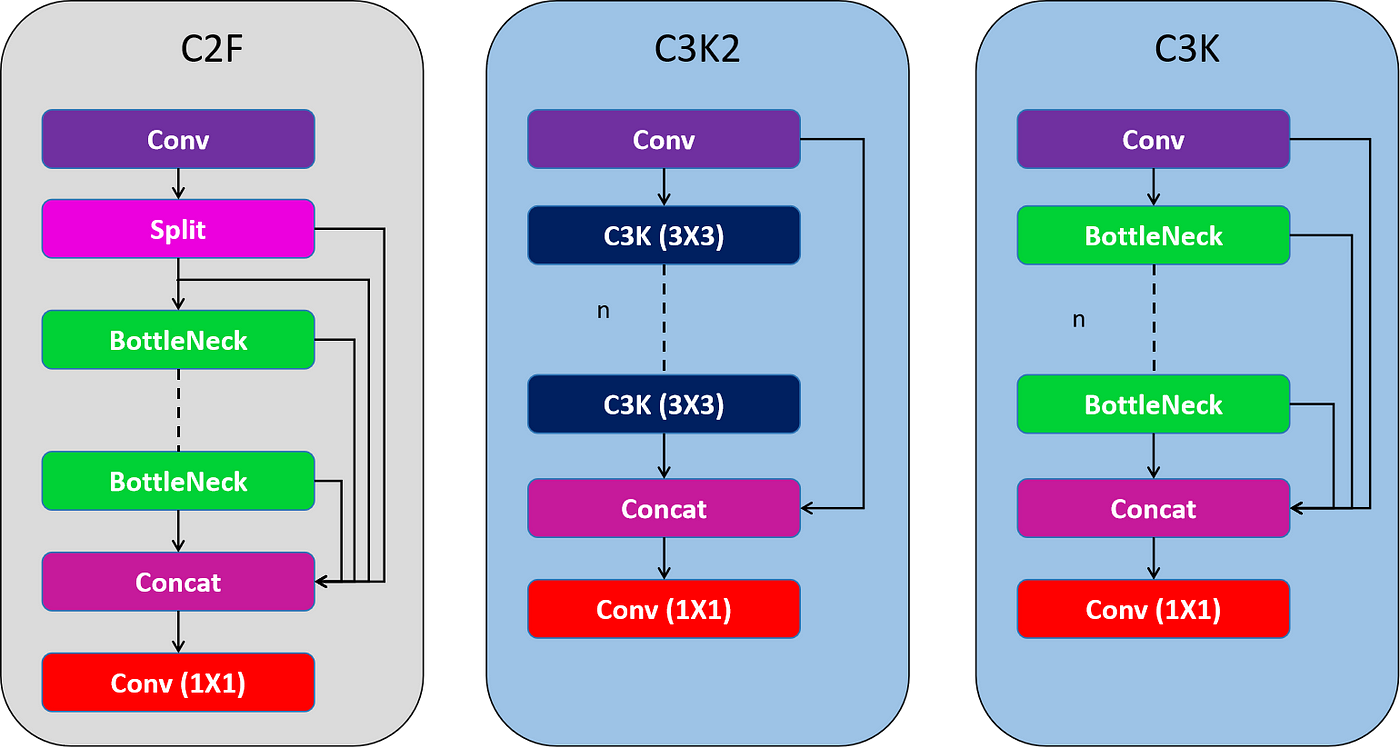 C2F
Conv
Split
BottleNeck
BottleNeck
Concat
Conv (1X1)
C3K2
Conv
C3K (3X3)
n
C3K (3X3)
Concat
Conv (1X1)
C3K
Conv
BottleNeck
n
BottleNeck
Concat
Conv (1X1)